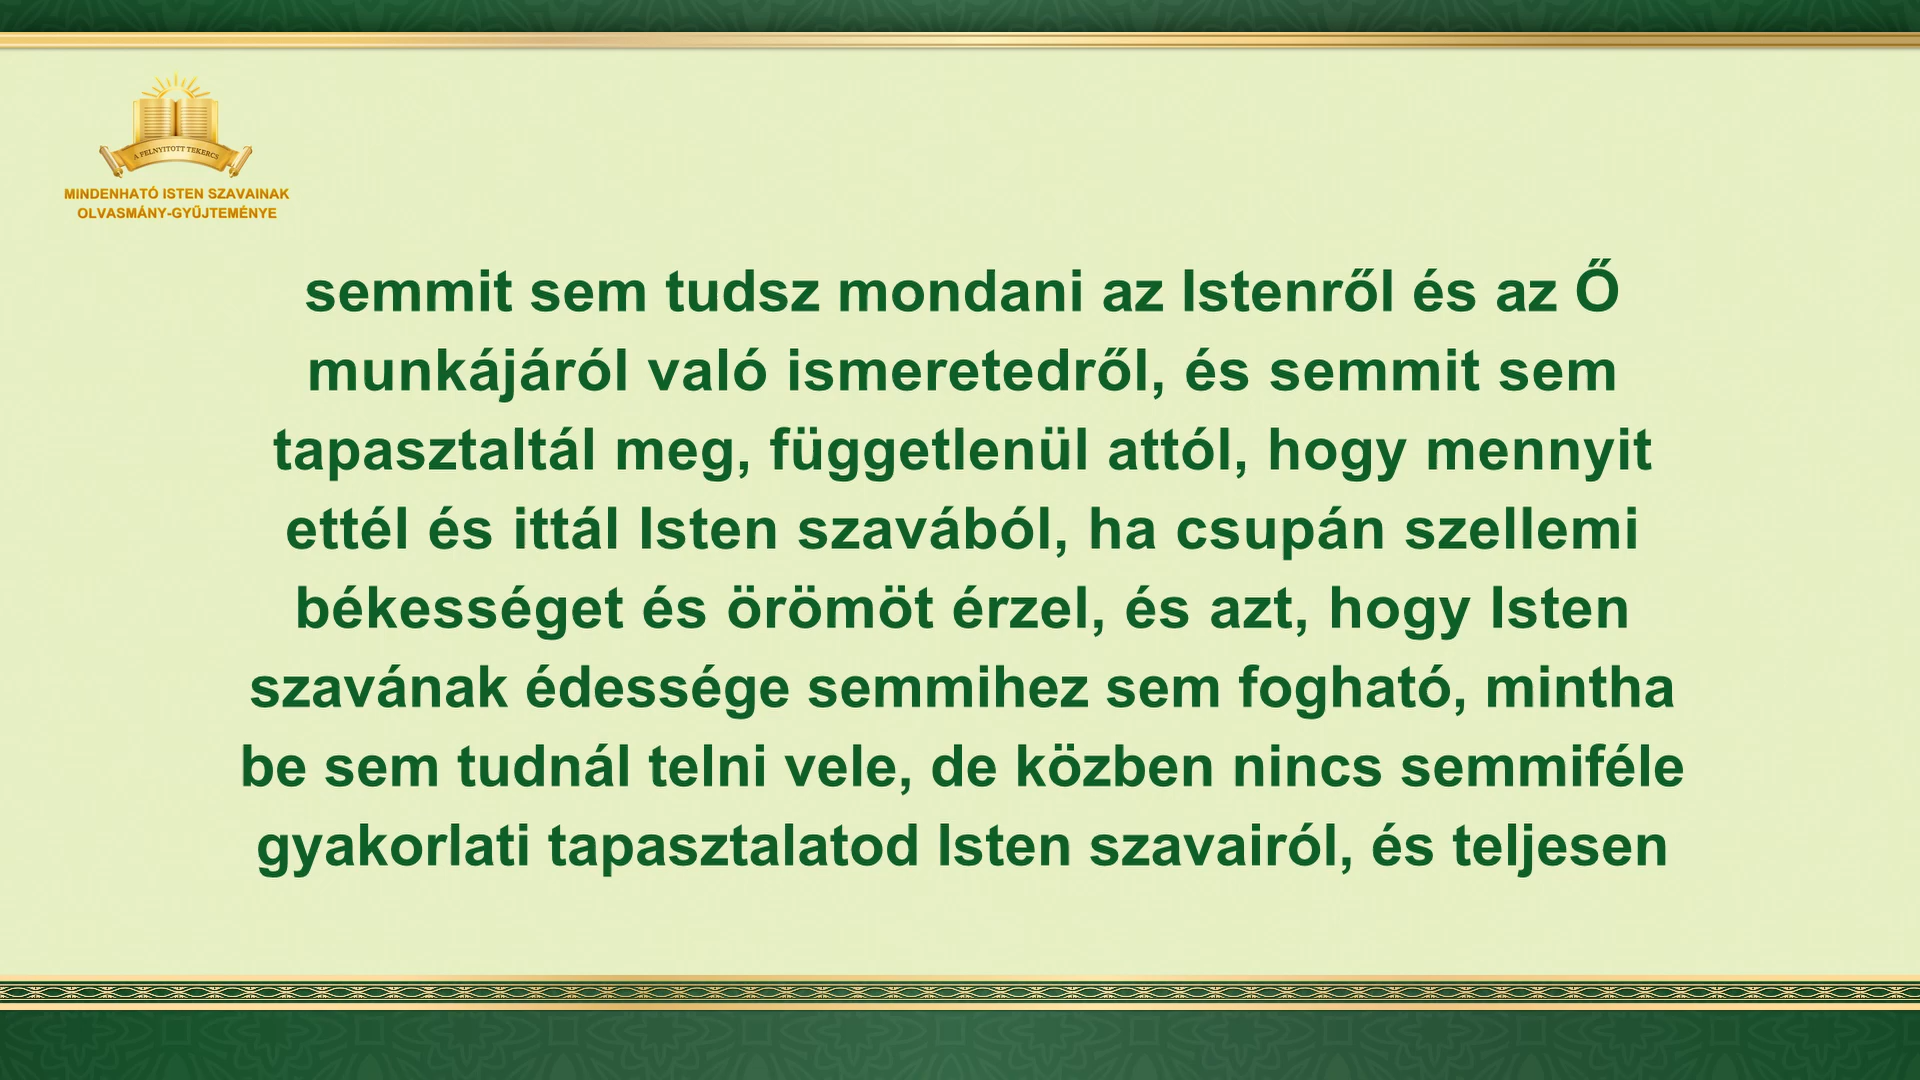 A FELNYITOTT TEKERCS
MINDENHATÓ ISTEN SZAVAINAK
OLVASMÁNY-GYŰJTEMÉNYE
semmit sem tudsz mondani az Istenről és az Ő
munkájáról való ismeretedről, és semmit sem
tapasztaltál meg, függetlenül attól, hogy mennyit
ettél és ittál Isten szavából, ha csupán szellemi
békességet és örömöt érzel, és azt, hogy Isten
szavának édessége semmihez sem fogható, mintha
be sem tudnál telni vele, de közben nincs semmiféle
gyakorlati tapasztalatod Isten szavairól, és teljesen